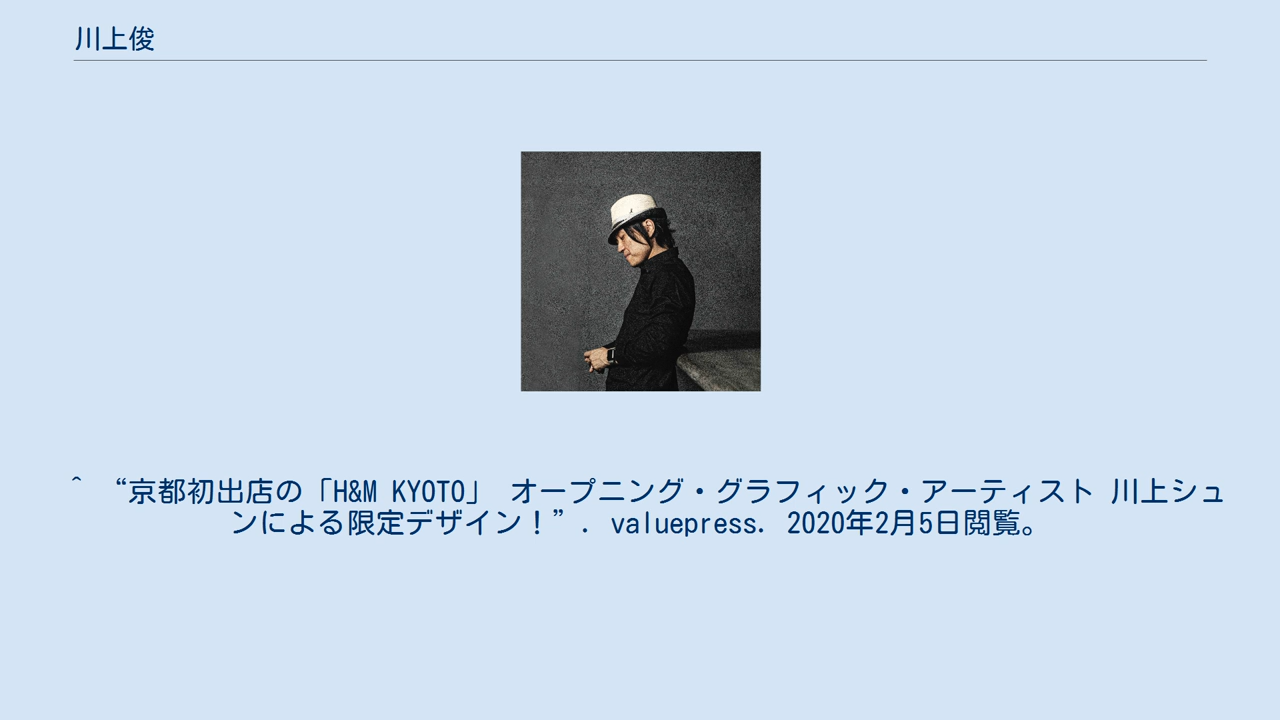 川上俊
^ “京都初出店の「H&M KYOTO」 オープニング・グラフィック・アーティスト 川上シュ
ンによる限定デザイン！”. valuepress. 2020年2月5日閲覧。